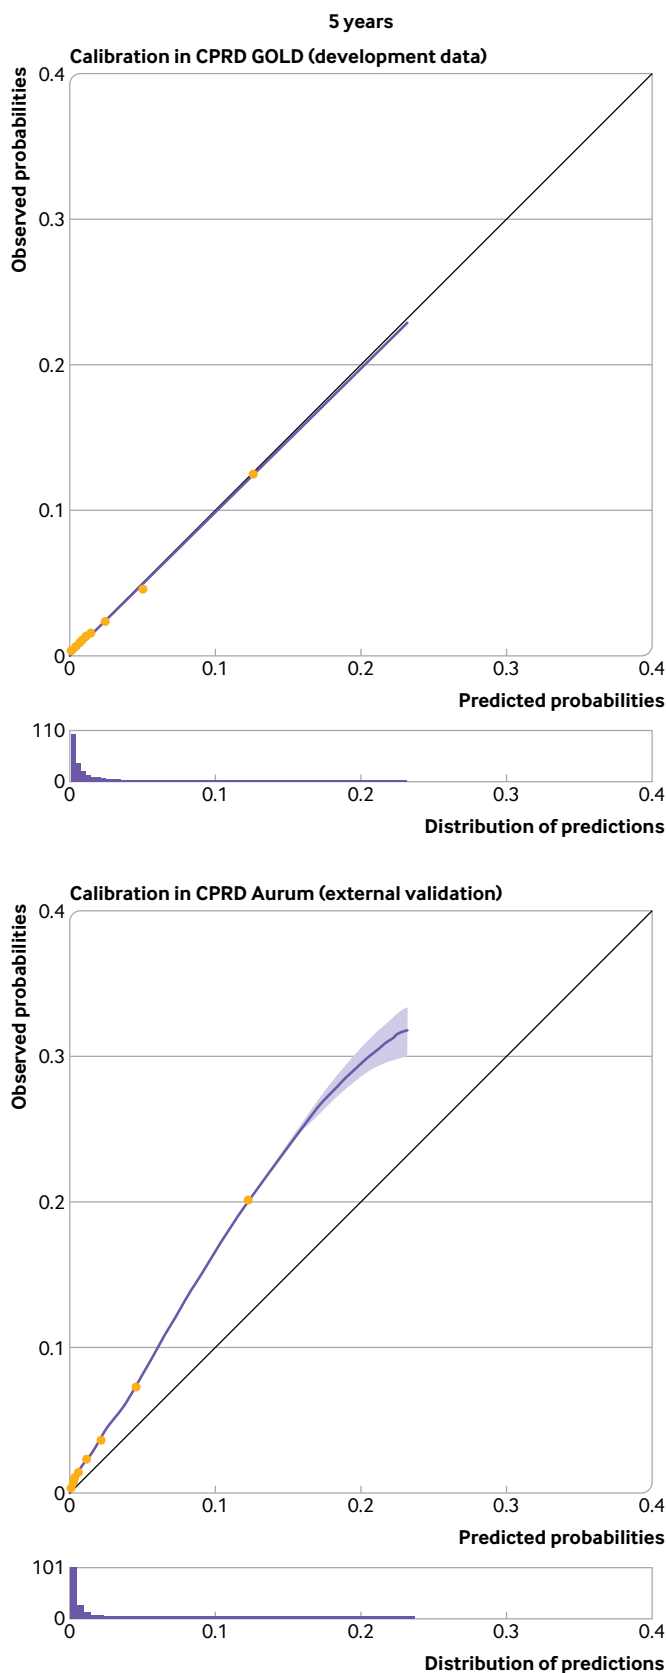 5 years
Calibration in CPRD GOLD (development data)
Observed probabilities
0.4
0.3
0.2
0.1
0
0 0.1 0.2 0.3 0.4
Predicted probabilities
110
0
0 0.1 0.2 0.3 0.4
Distribution of predictions
Calibration in CPRD Aurum (external validation)
Observed probabilities
0.4
0.3
0.2
0.1
0
0 0.1 0.2 0.3 0.4
Predicted probabilities
101
0
0 0.1 0.2 0.3 0.4
Distribution of predictions